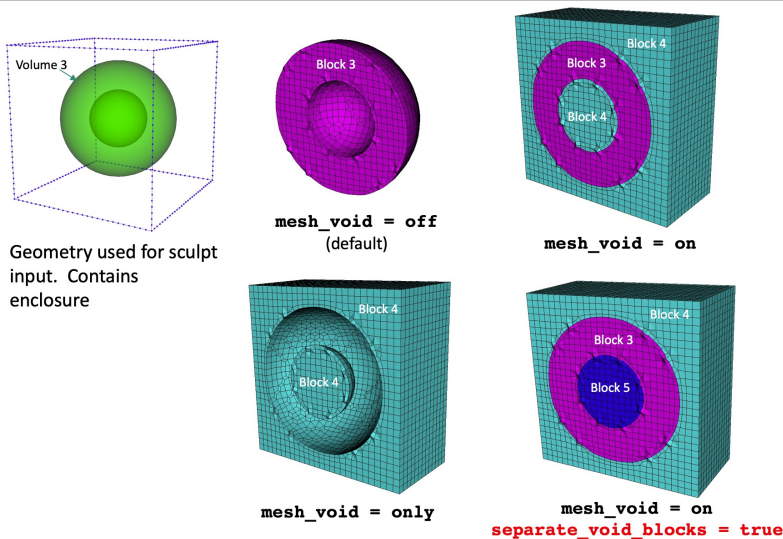 Volume 3
Geometry used for sculpt
input.  Contains
enclosure
Block 3
mesh_void = off
(default)
Block 4
Block 3
Block 4
mesh_void = on
Block 4
Block 4
mesh_void = only
Block 4
Block 3
Block 5
mesh_void = on
separate_void_blocks = true